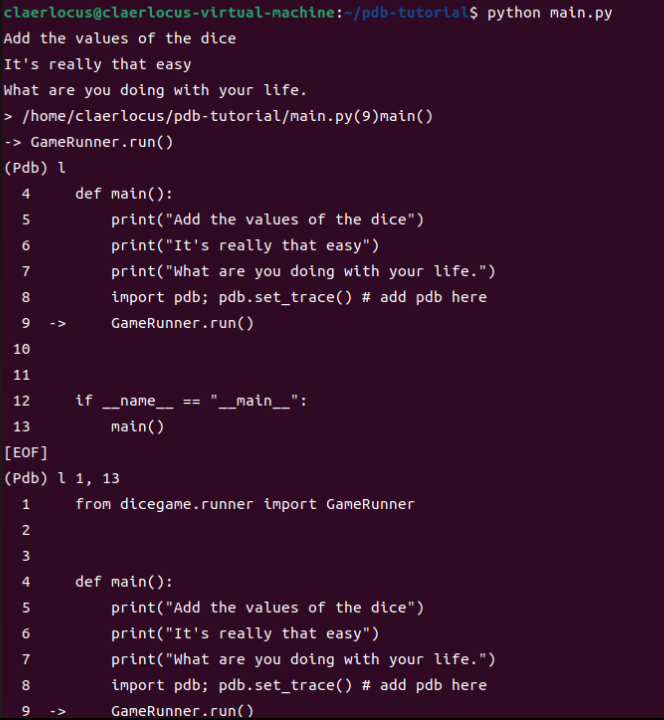 claerlocus@claerlocus-virtual-machine:~/pdb-tutorial$ python main.py
Add the values of the dice
It's really that easy
What are you doing with your life.
> /home/claerlocus/pdb-tutorial/main.py(9)main()
-> GameRunner.run()
(Pdb) l
  4     def main():
  5         print("Add the values of the dice")
  6         print("It's really that easy")
  7         print("What are you doing with your life.")
  8         import pdb; pdb.set_trace() # add pdb here
  9  ->     GameRunner.run()
 10
 11
 12     if __name__ == "__main__":
 13         main()
[EOF]
(Pdb) l 1, 13
  1     from dicegame.runner import GameRunner
  2
  3
  4     def main():
  5         print("Add the values of the dice")
  6         print("It's really that easy")
  7         print("What are you doing with your life.")
  8         import pdb; pdb.set_trace() # add pdb here
  9  ->     GameRunner.run()